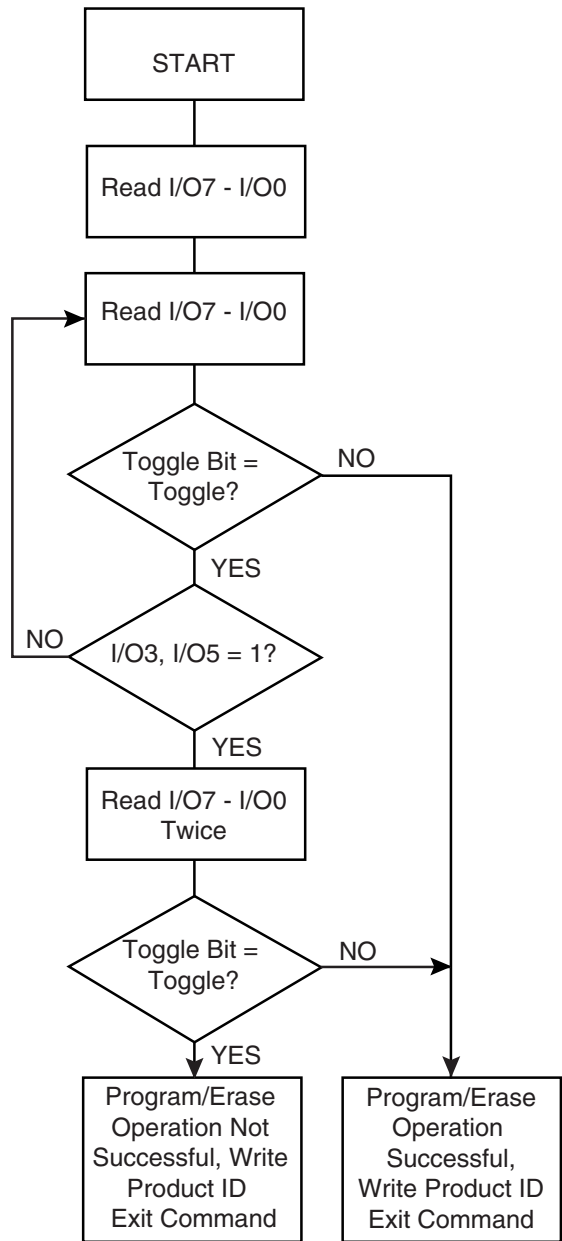 START
Read I/O7 - I/O0
Read I/O7 - I/O0
Toggle Bit =
Toggle?
NO
YES
NO
I/O3, I/O5 = 1?
YES
Read I/O7 - I/O0
Twice
Toggle Bit =
Toggle?
NO
YES
Program/Erase
Operation Not
Successful, Write
Product ID
Exit Command
Program/Erase
Operation
Successful,
Write Product ID
Exit Command